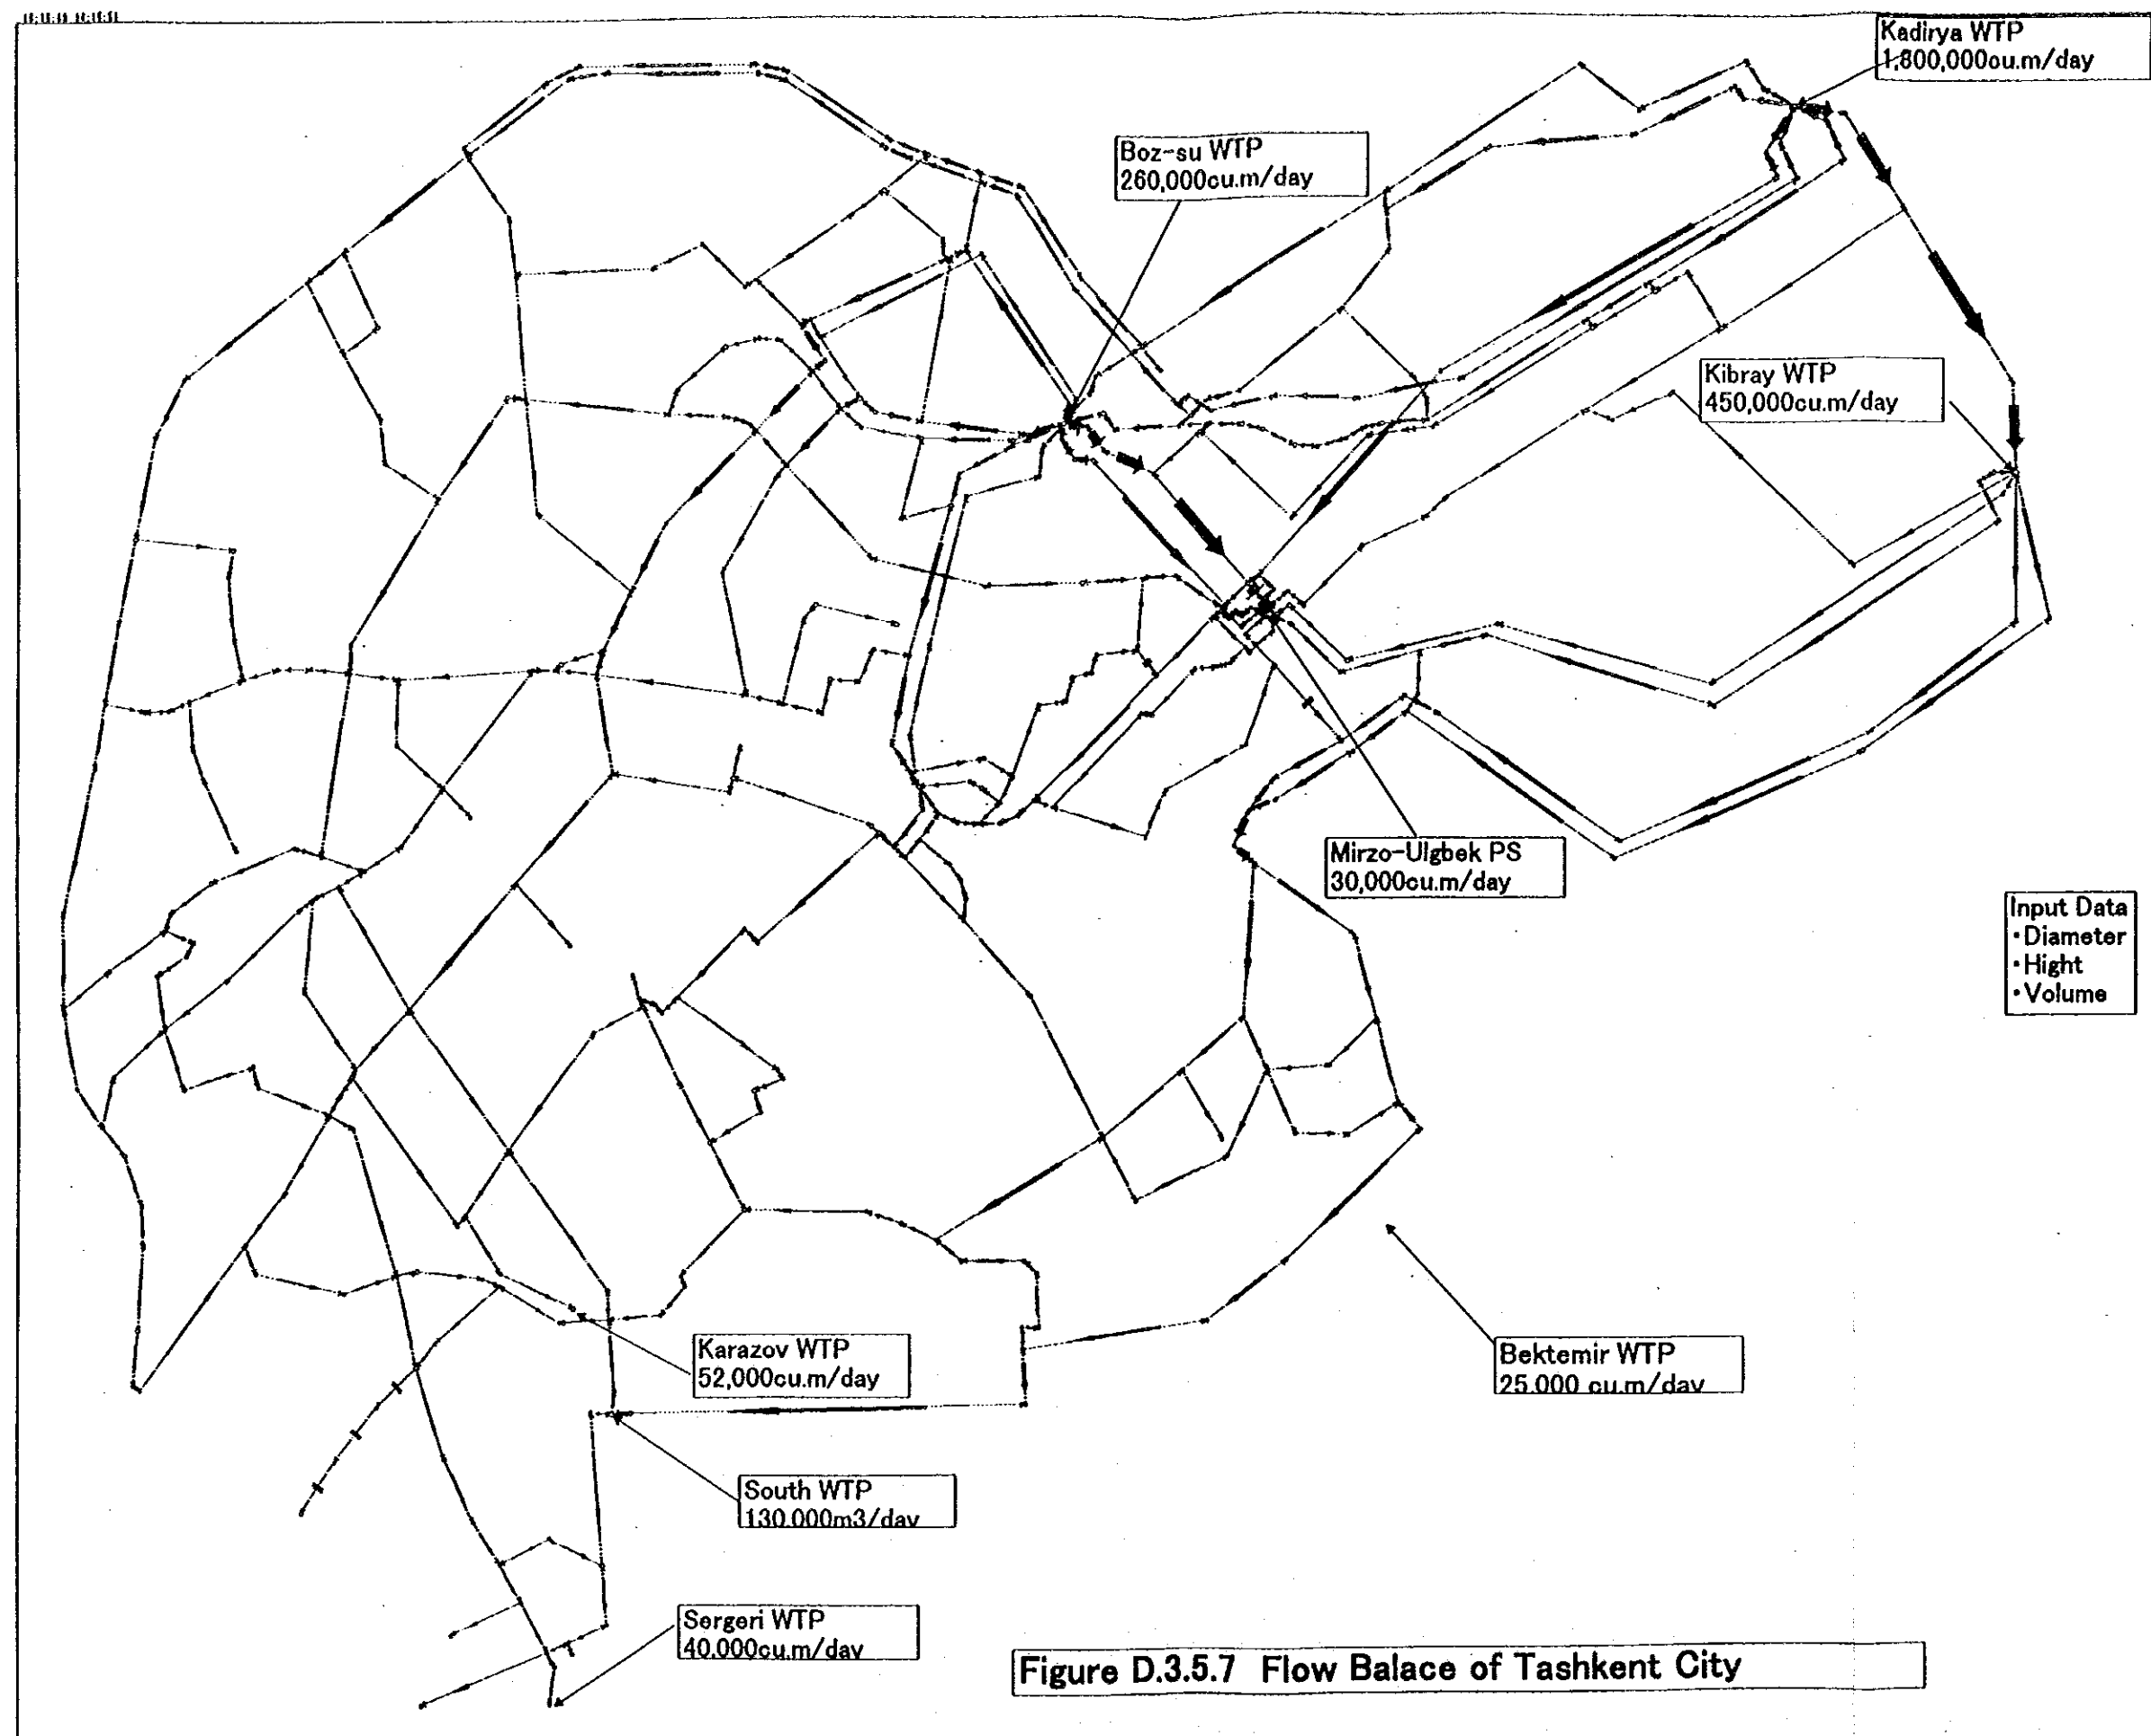 Kadirya WTP
1,800,000cu.m/day
Boz-su WTP
260,000cu.m/day
Kibray WTP
450,000cu.m/day
Mirzo-Ulgbek PS
30,000cu.m/day
Input Data
・Diameter
・Hight
・Volume
Karazov WTP
52,000cu.m/day
Bektemir WTP
25,000 cu.m/day
South WTP
130,000m3/day
Sergeri WTP
40,000cu.m/day
Figure D.3.5.7 Flow Balace of Tashkent City